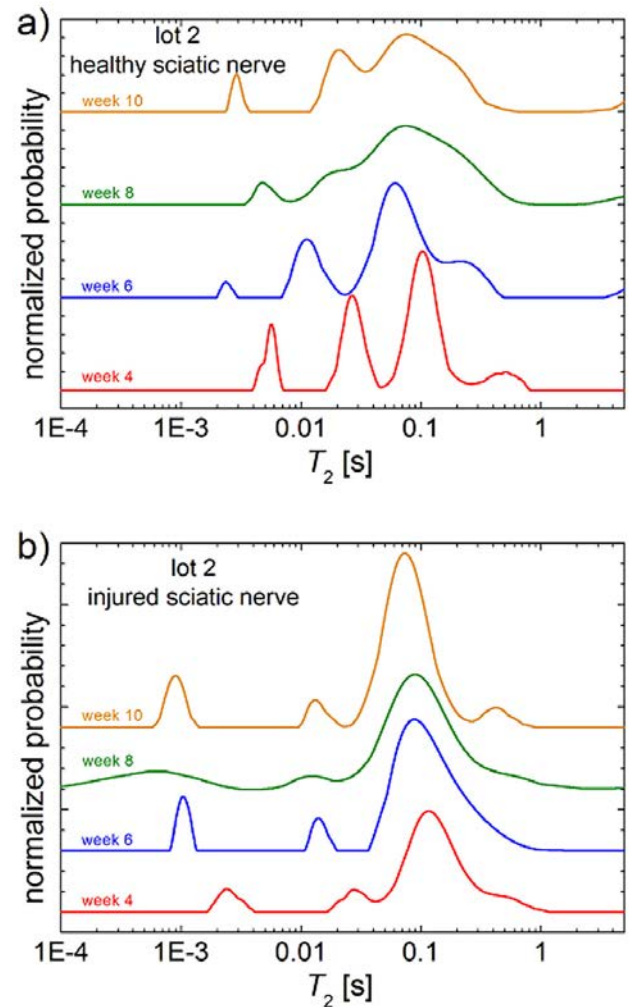 a)
lot 2
healthy sciatic nerve
week 10
week 8
week 6
week 4
normalized probability
1E-4 1E-3 0.01 0.1 1
T2 [s]
b)
lot 2
injured sciatic nerve
week 10
week 8
week 6
week 4
normalized probability
1E-4 1E-3 0.01 0.1 1
T2 [s]